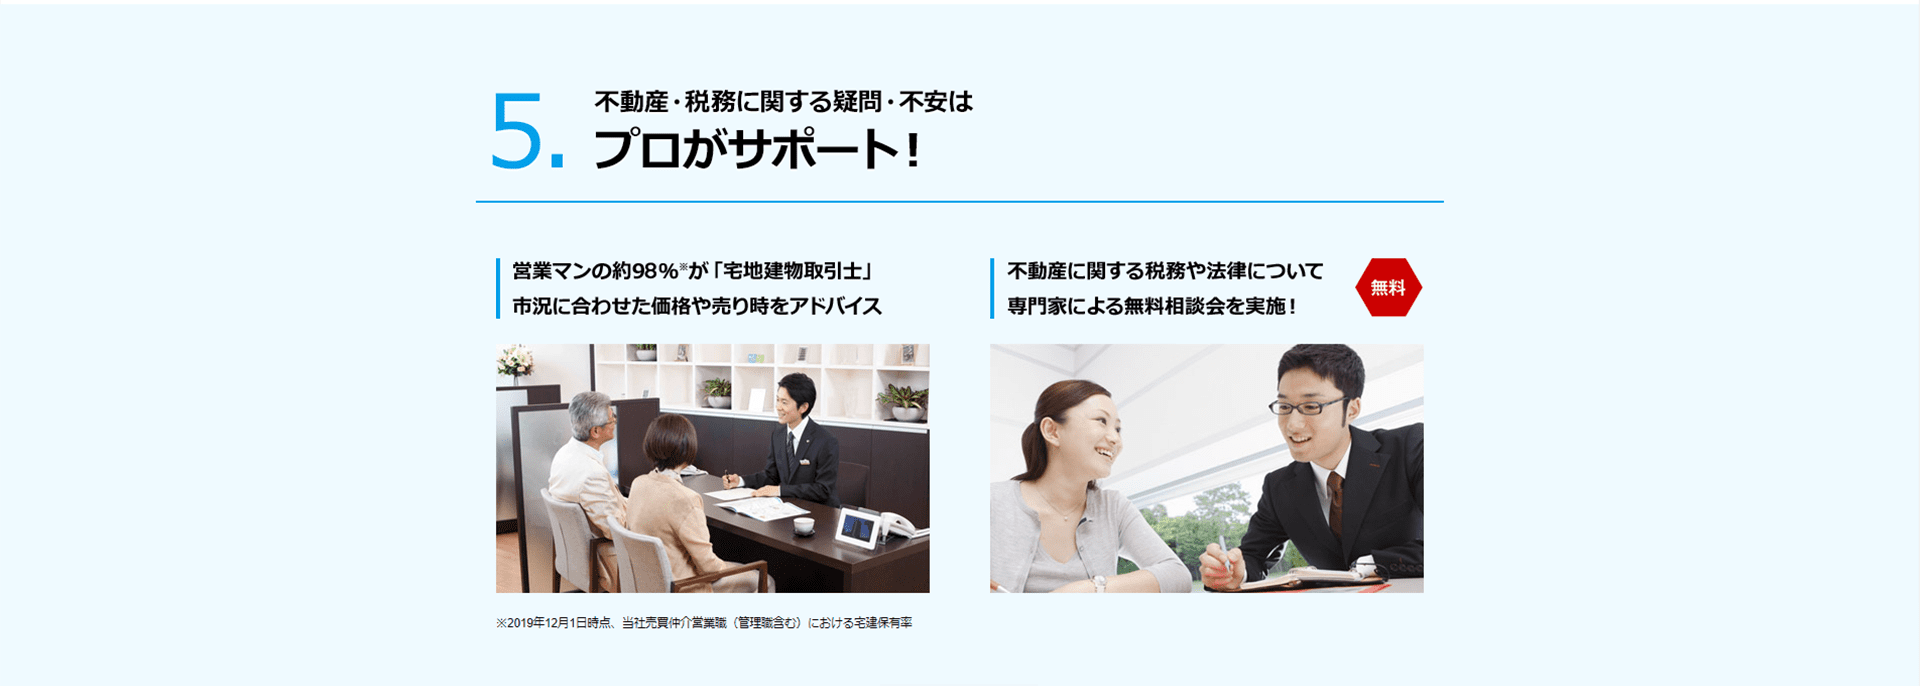 5.
不動産・税務に関する疑問・不安は
プロがサポート！
営業マンの約98％※が「宅地建物取引士」
市況に合わせた価格や売り時をアドバイス
不動産に関する税務や法律について
専門家による無料相談会を実施！
無料
※2019年12月1日時点、当社売買仲介営業職（管理職含む）における宅建保有率